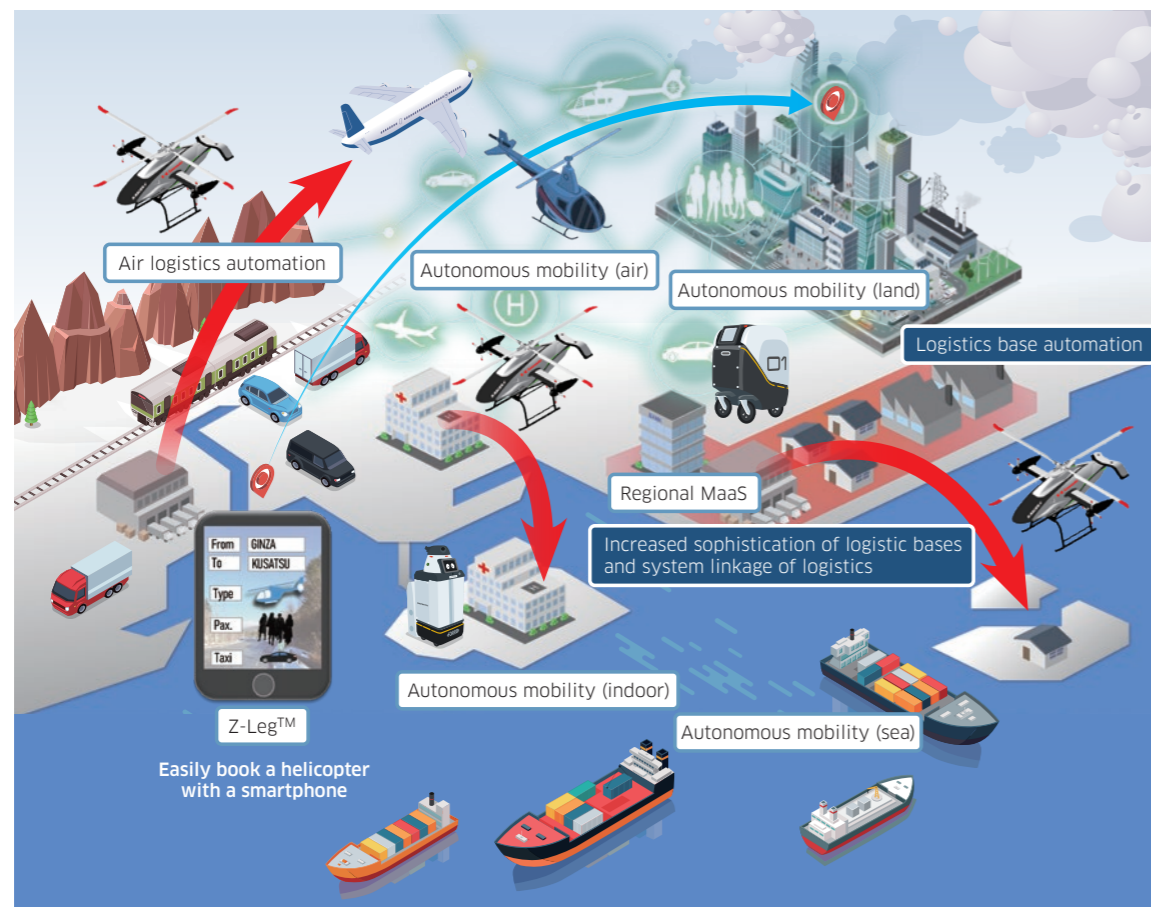 Air logistics automation
Autonomous mobility (air)
Autonomous mobility (land)
H
01
Logistics base automation
Regional MaaS
Increased sophistication of logistic bases
and system linkage of logistics
From GINZA
To KUSATSU
Type
Pax.
Taxi
Z-Leg™
Easily book a helicopter
with a smartphone
Autonomous mobility (indoor)
Autonomous mobility (sea)